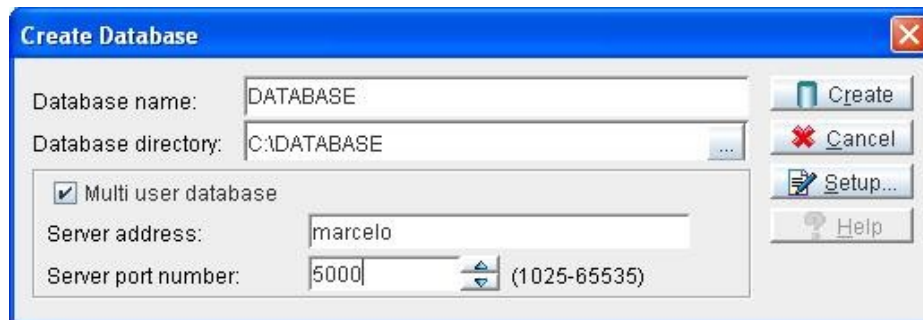 Create Database
Database name: DATABASE
Database directory: C:\DATABASE ...
Multi user database
Server address: marcelo
Server port number: 5000 (1025-65535)
Create
Cancel
Setup...
Help